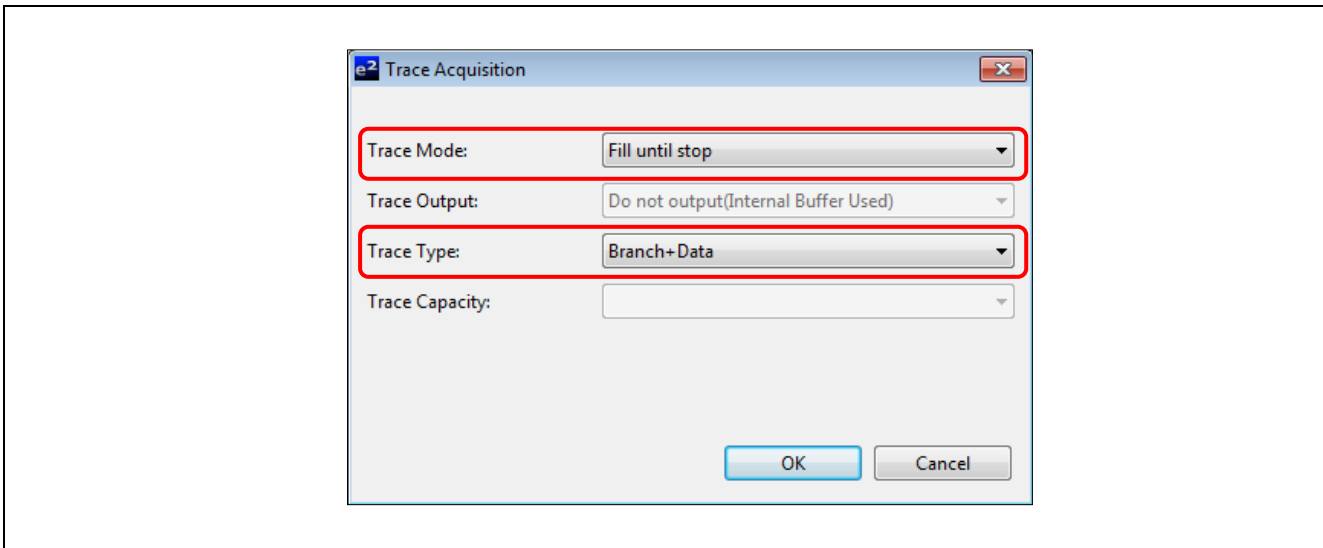 e² Trace Acquisition
Trace Mode: Fill until stop
Trace Output: Do not output(Internal Buffer Used)
Trace Type: Branch+Data
Trace Capacity:
OK Cancel